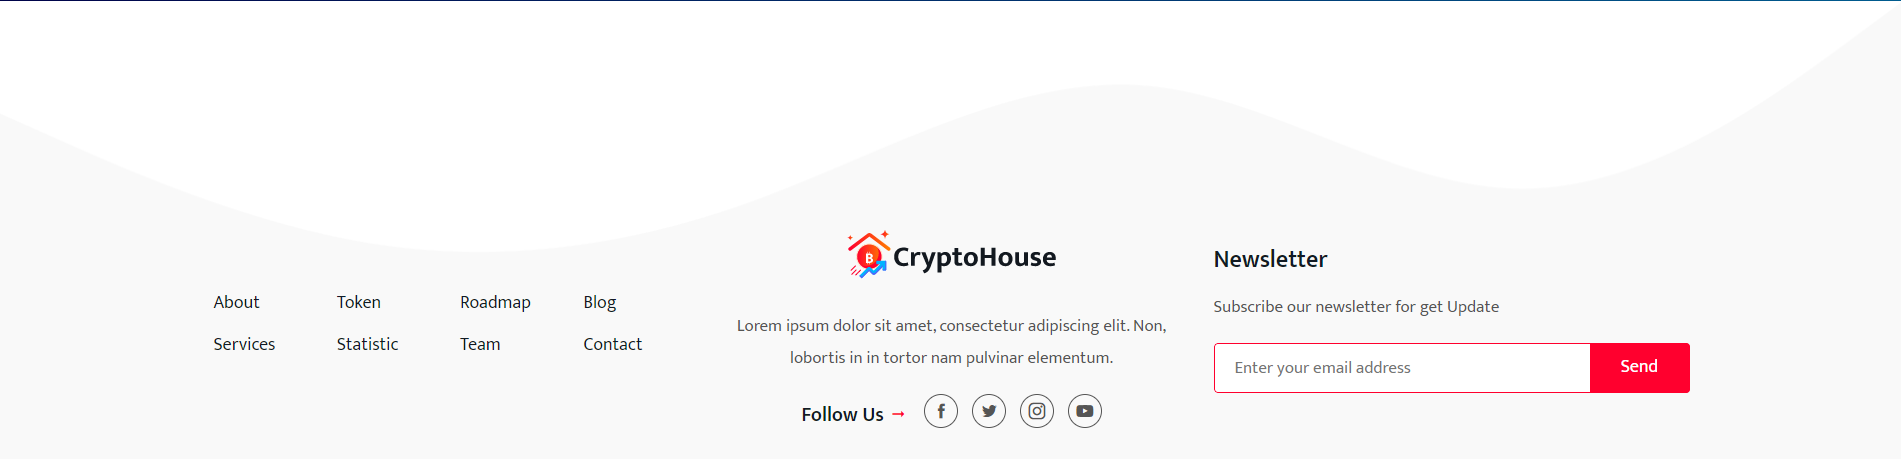 About Token Roadmap Blog
Services Statistic Team Contact
CryptoHouse
Lorem ipsum dolor sit amet, consectetur adipiscing elit. Non,
lobortis in in tortor nam pulvinar elementum.
Follow Us →
Newsletter
Subscribe our newsletter for get Update
Enter your email address Send